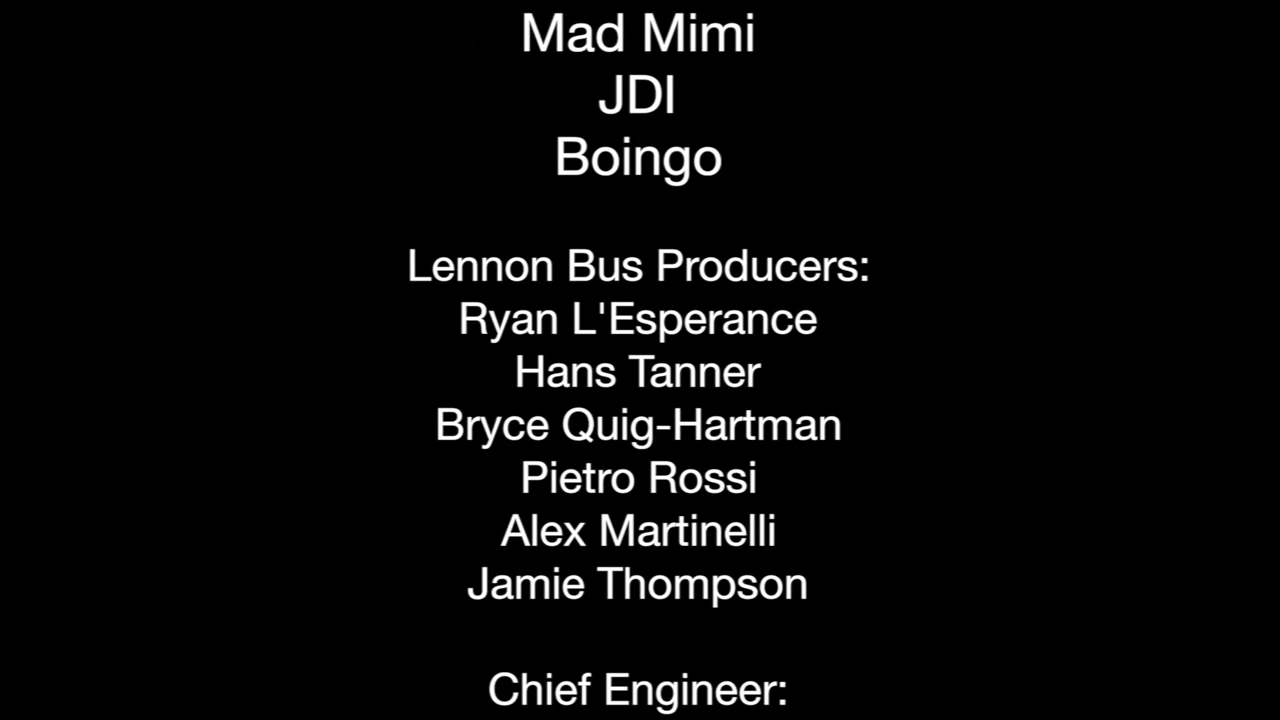 Mad Mimi
JDI
Boingo
Lennon Bus Producers:
Ryan L'Esperance
Hans Tanner
Bryce Quig-Hartman
Pietro Rossi
Alex Martinelli
Jamie Thompson
Chief Engineer: